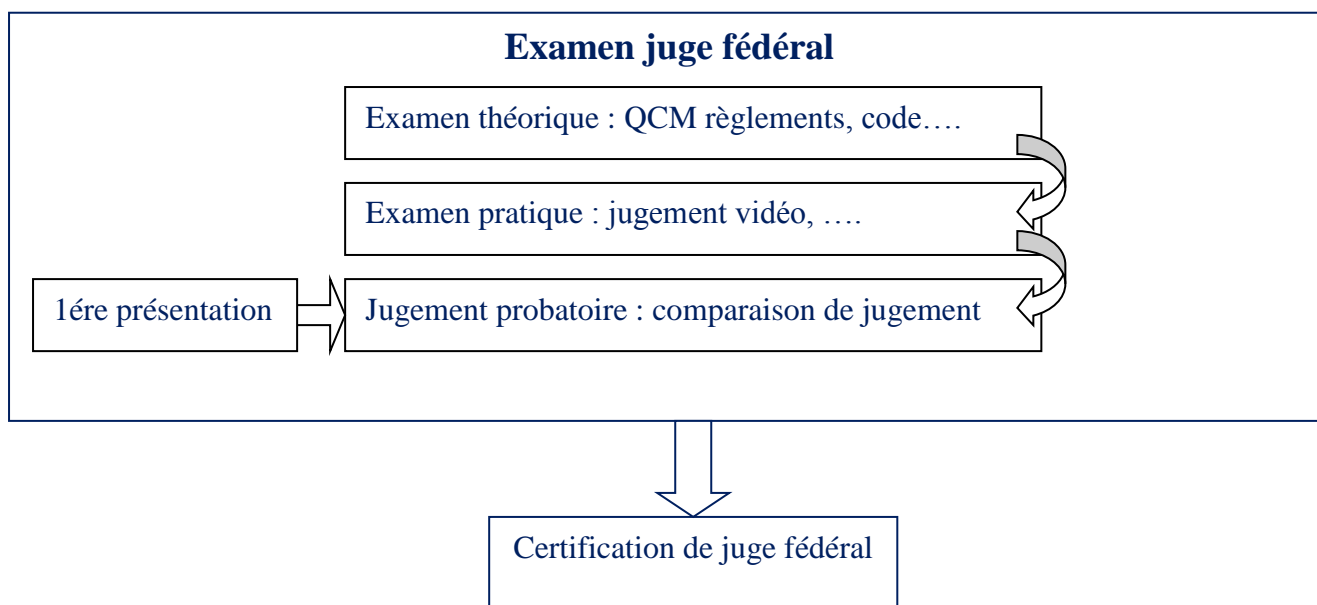 Examen juge fédéral
Examen théorique : QCM règlements, code….
Examen pratique : jugement vidéo, ….
1ére présentation
Jugement probatoire : comparaison de jugement
Certification de juge fédéral